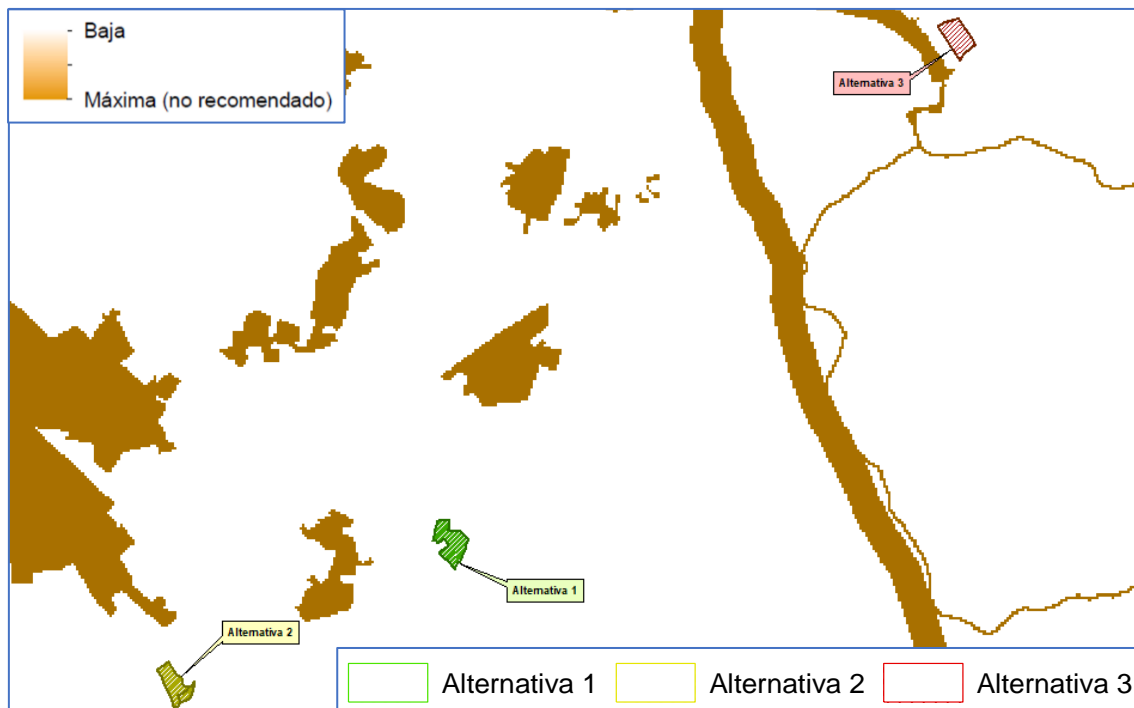 Baja
Máxima (no recomendado)
Alternativa 3
Alternativa 1
Alternativa 2
Alternativa 1
Alternativa 2
Alternativa 3